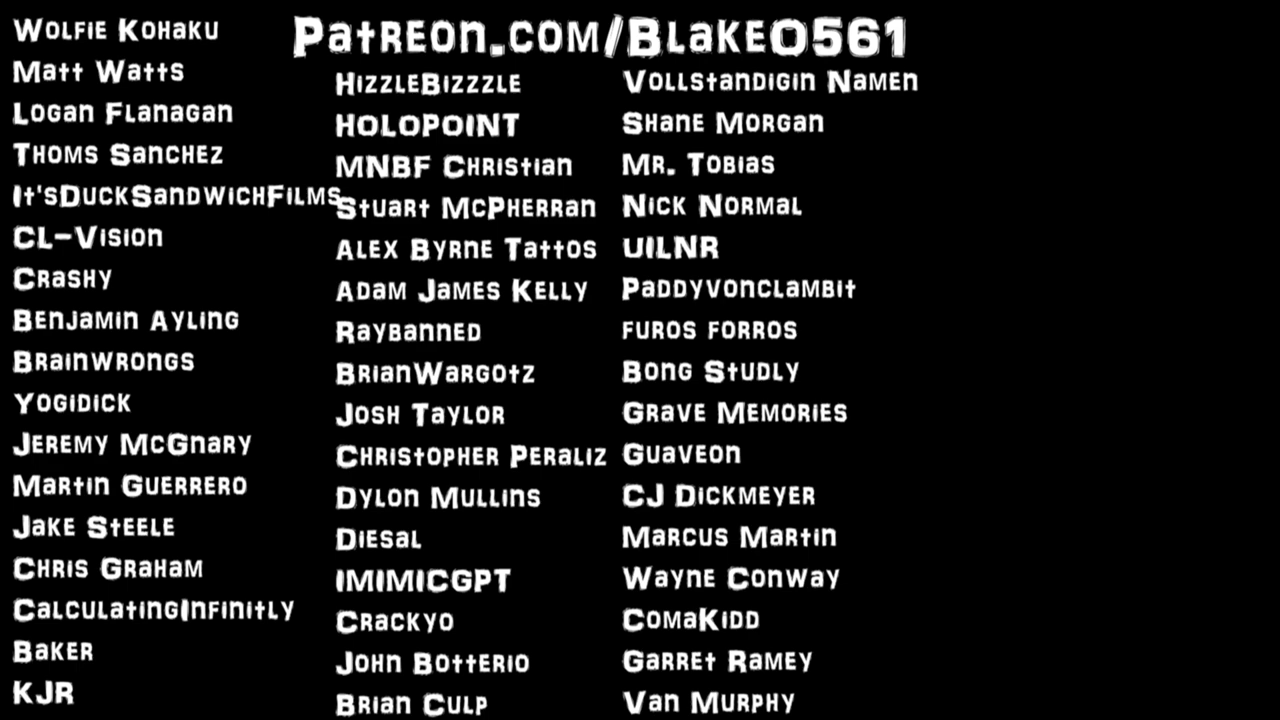 Patreon.com/Blake0561
Wolfie Kohaku
Matt Watts
Logan Flanagan
Thoms Sanchez
It'sDuckSandwichFilms
CL-Vision
Crashy
Benjamin Ayling
Brainwrongs
Yogidick
Jeremy McGnary
Martin Guerrero
Jake Steele
Chris Graham
CalculatingInfinitly
Baker
KJR
HizzleBizzzle
HOLOPOINT
MNBF Christian
Stuart McPherran
Alex Byrne Tattos
Adam James Kelly
Raybanned
BrianWargotz
Josh Taylor
Christopher Peraliz
Dylon Mullins
Diesal
IMIMICGPT
Crackyo
John Botterio
Brian Culp
Vollstandigin Namen
Shane Morgan
Mr. Tobias
Nick Normal
UILNR
Paddyvonclambit
furos forros
Bong Studly
Grave Memories
Guaveon
CJ Dickmeyer
Marcus Martin
Wayne Conway
ComaKidd
Garret Ramey
Van Murphy